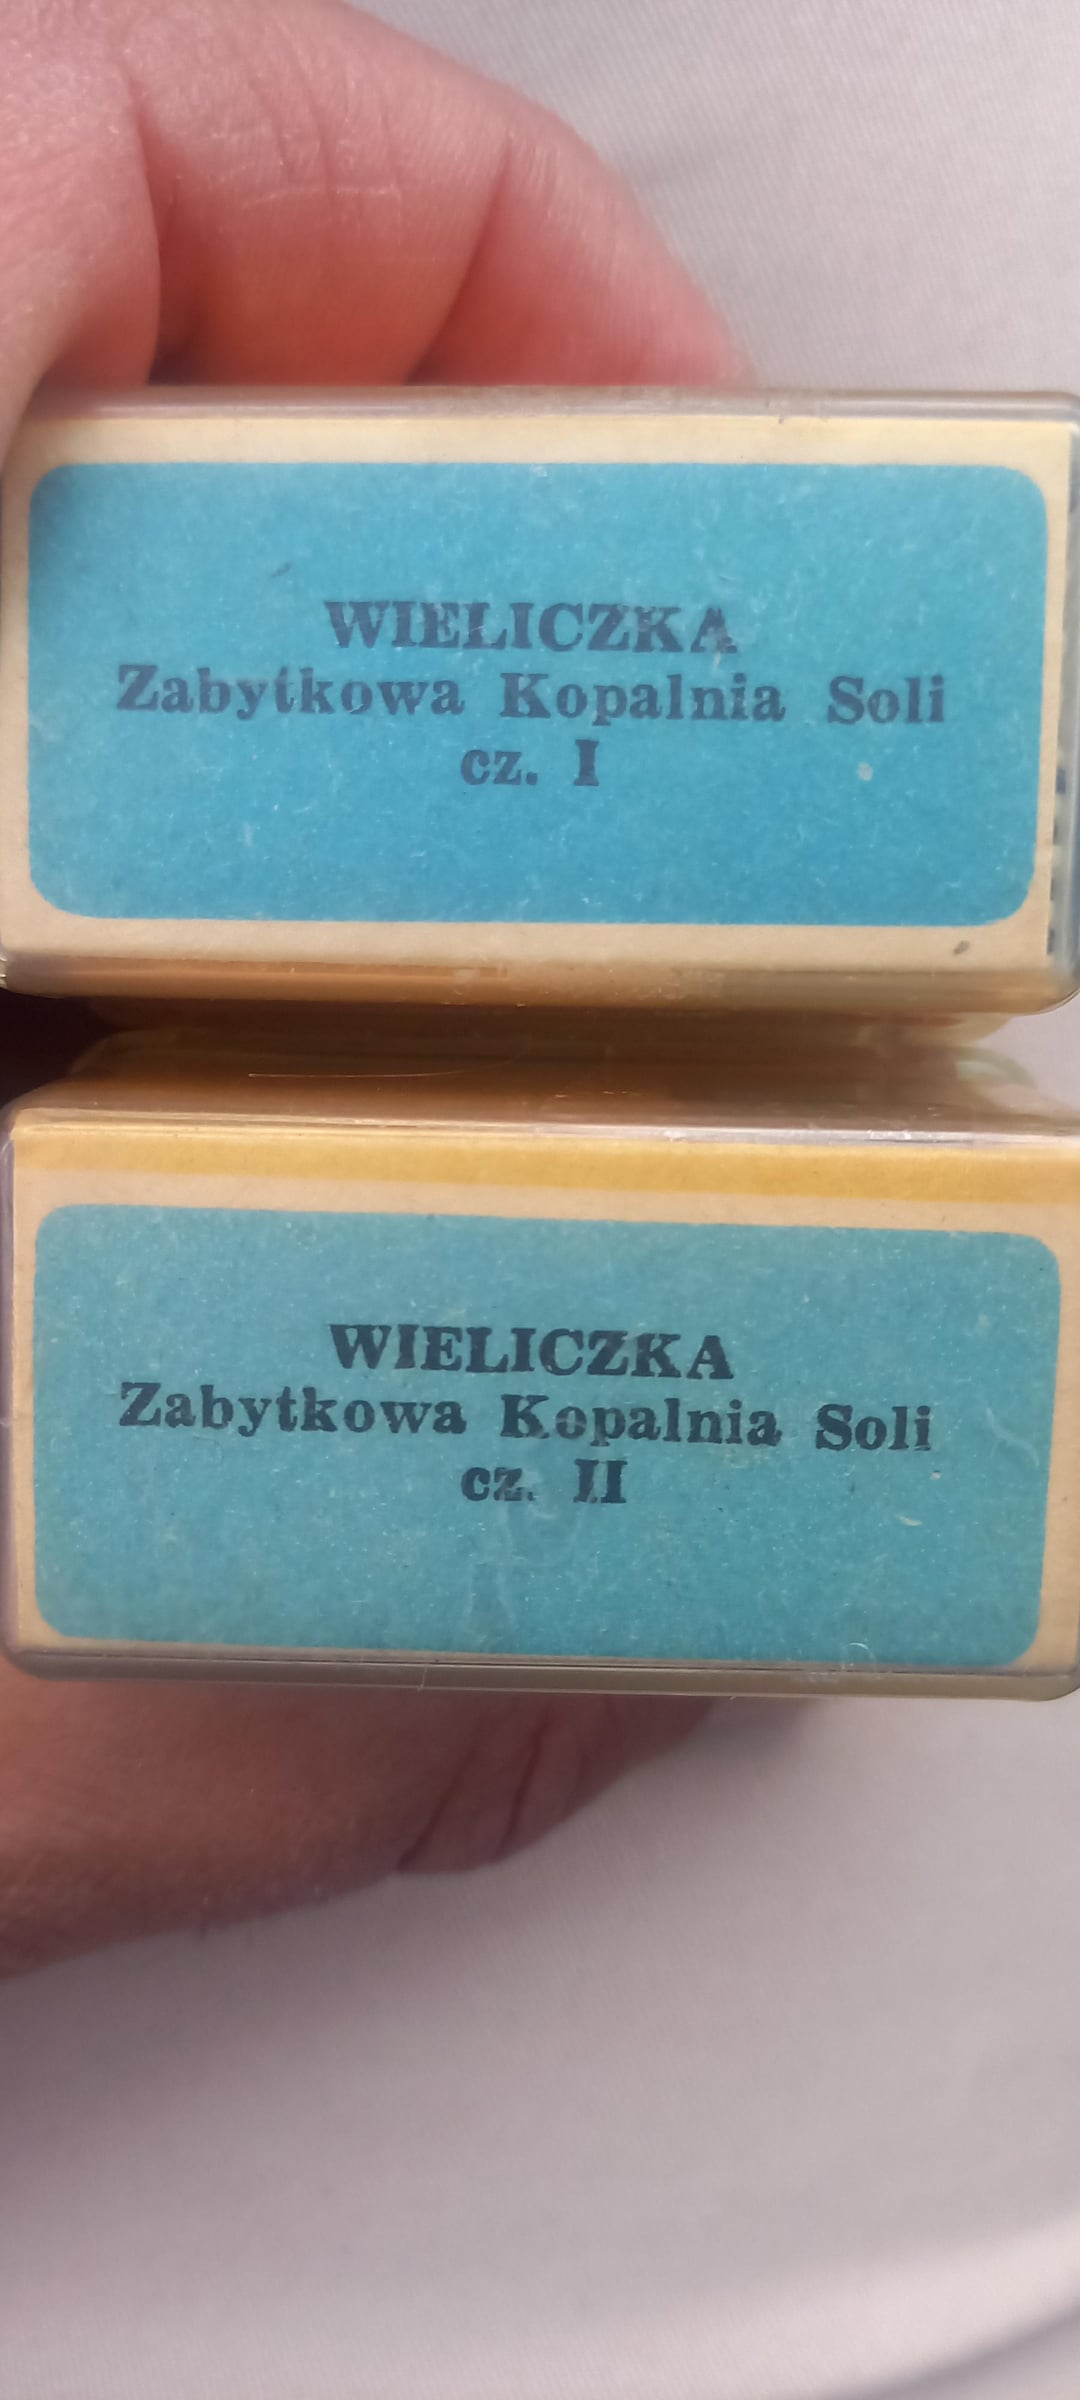 WIELICZKA
Zabytkowa Kopalnia Soli
cz. I
WIELICZKA
Zabytkowa Kopalnia Soli
cz. II